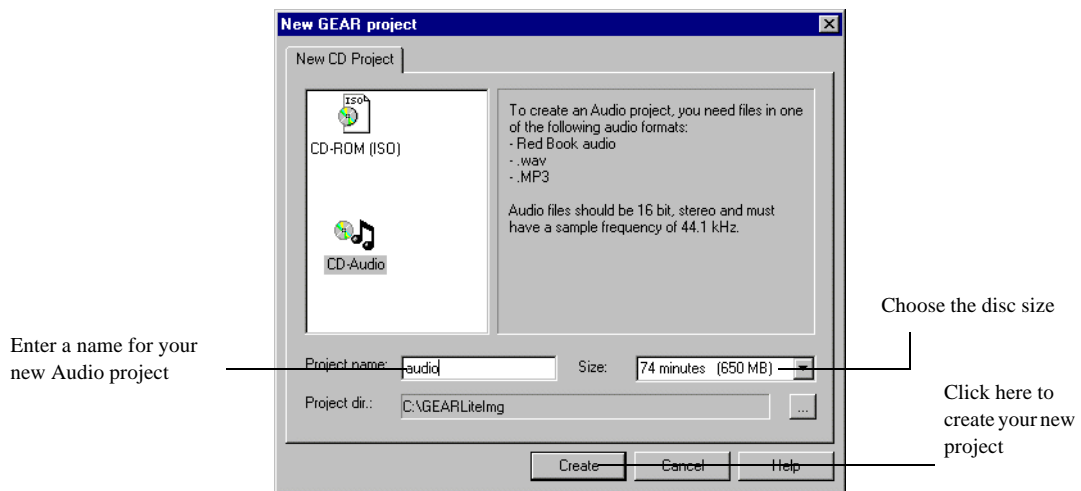 New GEAR project
New CD Project
ISO
CD-ROM (ISO)
CD-Audio
To create an Audio project, you need files in one
of the following audio formats:
- Red Book audio
- .wav
- .MP3
Audio files should be 16 bit, stereo and must
have a sample frequency of 44.1 kHz.
Choose the disc size
Enter a name for your
new Audio project
Project name: audio Size: 74 minutes (650 MB)
Project dir.: C:\GEARLiteImg ...
Click here to
create your new
project
Create Cancel Help